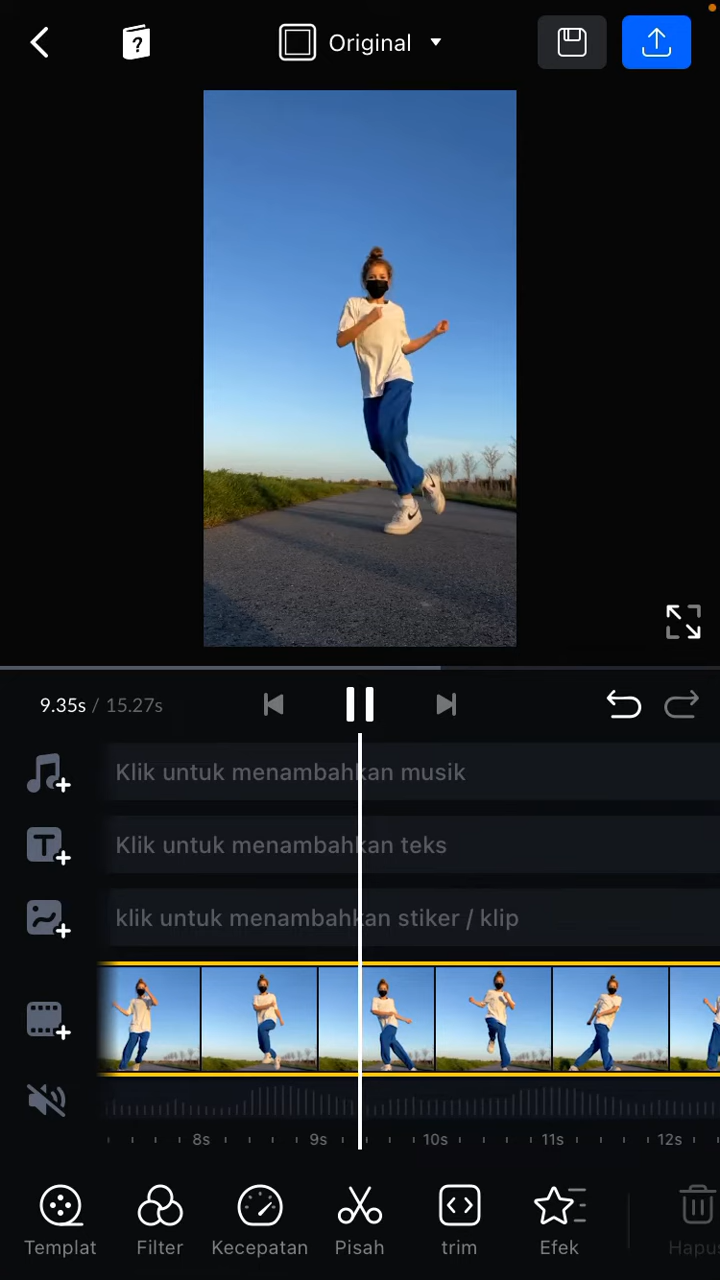 ?
Original
9.35s / 15.27s
Klik untuk menambahkan musik
T
Klik untuk menambahkan teks
klik untuk menambahkan stiker / klip
8s 9s 10s 11s 12s
Templat Filter Kecepatan Pisah trim Efek Hapus